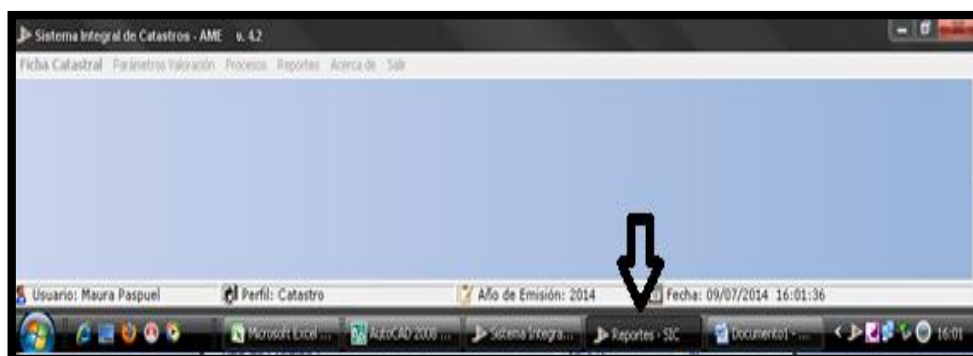 Sistema Integral de Catastros - AME v. 4.2
Ficha Catastral Parámetros Valoración Procesos Reportes Acerca de Salir
Usuario: Maura Paspuel Perfil: Catastro Año de Emisión: 2014 Fecha: 09/07/2014 16:01:36
Microsoft Excel ... AutoCAD 2008 ... Sistema Integra... Reportes - SIC Documento1 - ... 16:01